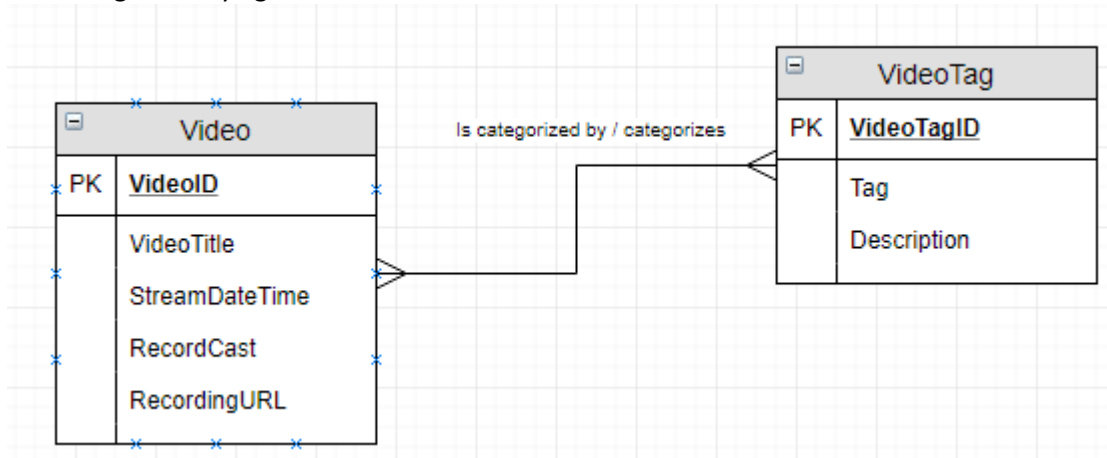 Video
PK VideoID
VideoTitle
StreamDateTime
RecordCast
RecordingURL
Is categorized by / categorizes
VideoTag
PK VideoTagID
Tag
Description